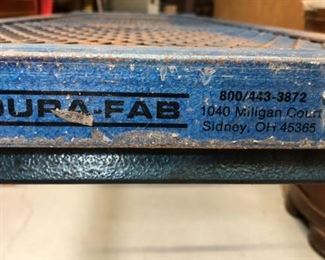 DURA-FAB
800/443-3872
1040 Milligan Court
Sidney, OH 45365